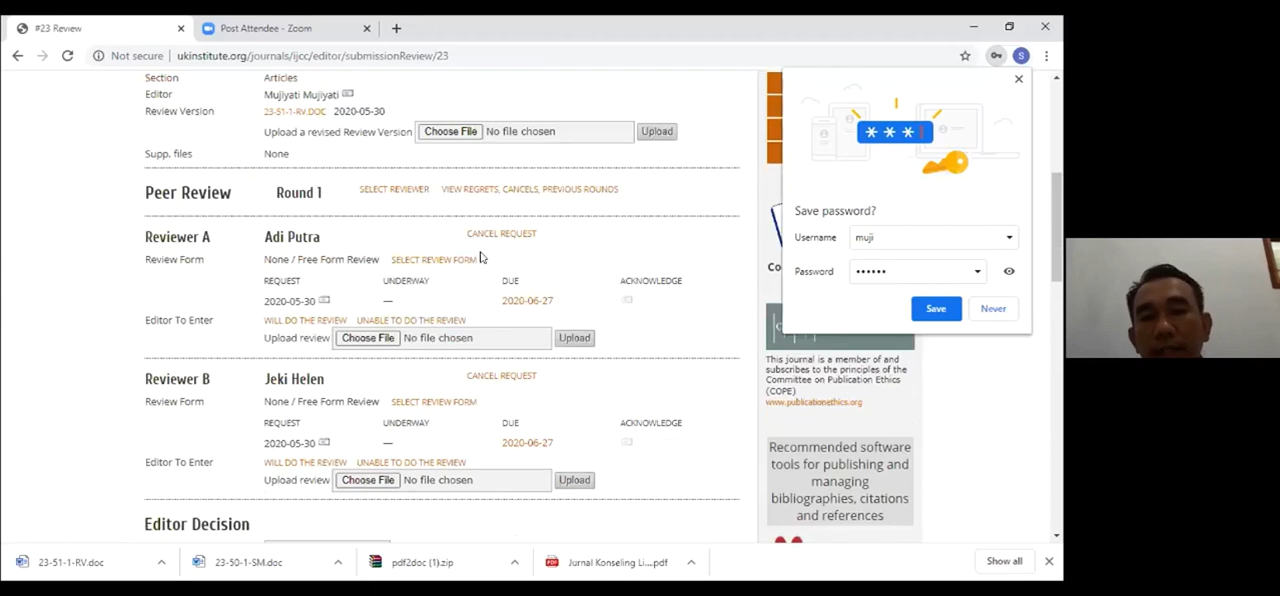 #23 Review
Post Attendee - Zoom
Not secure
ukinstitute.org/journals/ijcc/editor/submissionReview/23
S
Section Articles
Editor Mujiyati Mujiyati
Review Version 23-51-1-RV.DOC 2020-05-30
Upload a revised Review Version Choose File No file chosen Upload
Supp. files None
Peer Review Round 1 SELECT REVIEWER VIEW REGRETS, CANCELS, PREVIOUS ROUNDS
Reviewer A Adi Putra CANCEL REQUEST
Review Form None / Free Form Review SELECT REVIEW FORM
REQUEST UNDERWAY DUE ACKNOWLEDGE
2020-05-30 — 2020-06-27
Editor To Enter WILL DO THE REVIEW UNABLE TO DO THE REVIEW
Upload review Choose File No file chosen Upload
Reviewer B Jeki Helen CANCEL REQUEST
Review Form None / Free Form Review SELECT REVIEW FORM
REQUEST UNDERWAY DUE ACKNOWLEDGE
2020-05-30 — 2020-06-27
Editor To Enter WILL DO THE REVIEW UNABLE TO DO THE REVIEW
Upload review Choose File No file chosen Upload
Editor Decision
* * *
Save password?
Username muji
Password ••••••
Save Never
Co
This journal is a member of and
subscribes to the principles of the
Committee on Publication Ethics
(COPE)
www.publicationethics.org
Recommended software
tools for publishing and
managing
bibliographies, citations
and references
23-51-1-RV.doc
23-50-1-SM.doc
pdf2doc (1).zip
PDF
Jurnal Konseling Li....pdf
Show all